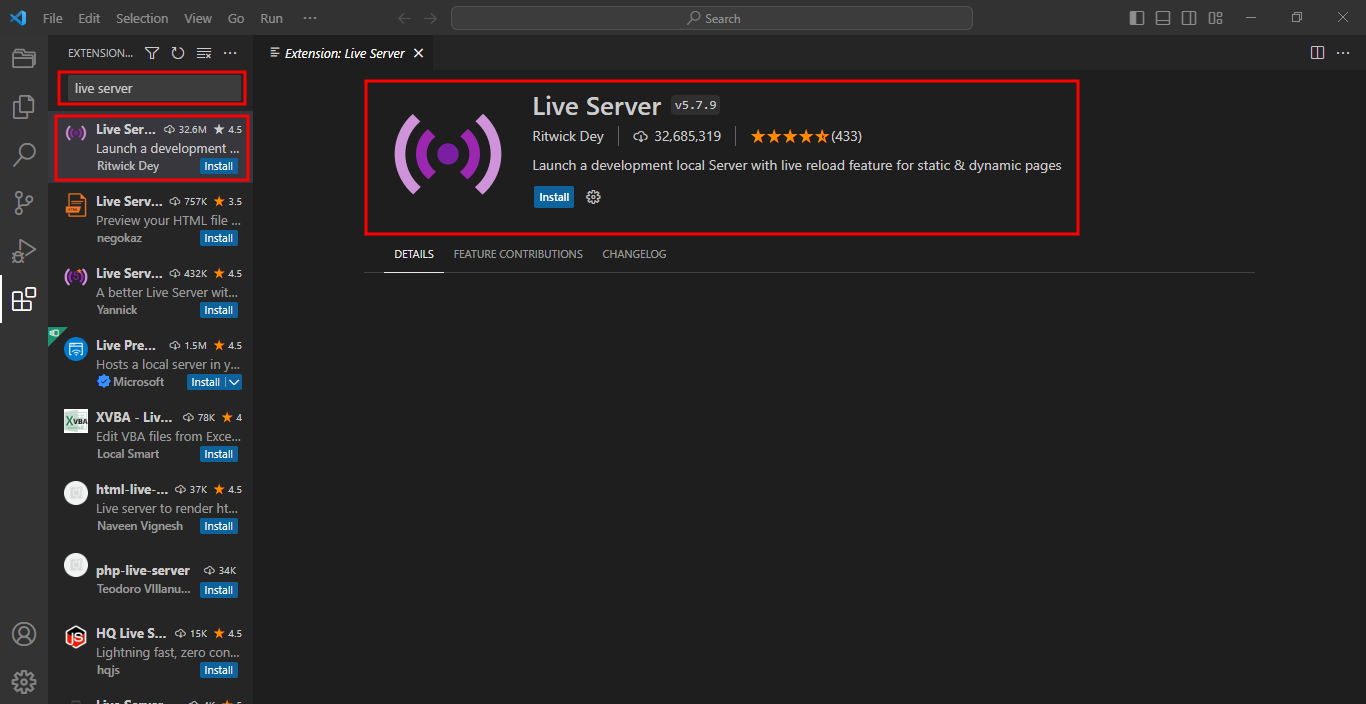 File Edit Selection View Go Run ···
Search
EXTENSION...
Extension: Live Server
live server
Live Ser... 32.6M 4.5
Launch a development ...
Ritwick Dey Install
Live Serv... 757K 3.5
Preview your HTML file ...
negokaz Install
Live Serv... 432K 4.5
A better Live Server wit...
Yannick Install
Live Pre... 1.5M 4.5
Hosts a local server in y...
Microsoft Install
XVBA - Liv... 78K 4
Edit VBA files from Exce...
Local Smart Install
html-live-... 37K 4.5
Live server to render ht...
Naveen Vignesh Install
php-live-server 34K
Teodoro VIllanu... Install
HQ Live S... 15K 4.5
Lightning fast, zero con...
hqjs Install
Live Server
Live Server v5.7.9
Ritwick Dey 32,685,319 (433)
Launch a development local Server with live reload feature for static & dynamic pages
Install
DETAILS FEATURE CONTRIBUTIONS CHANGELOG